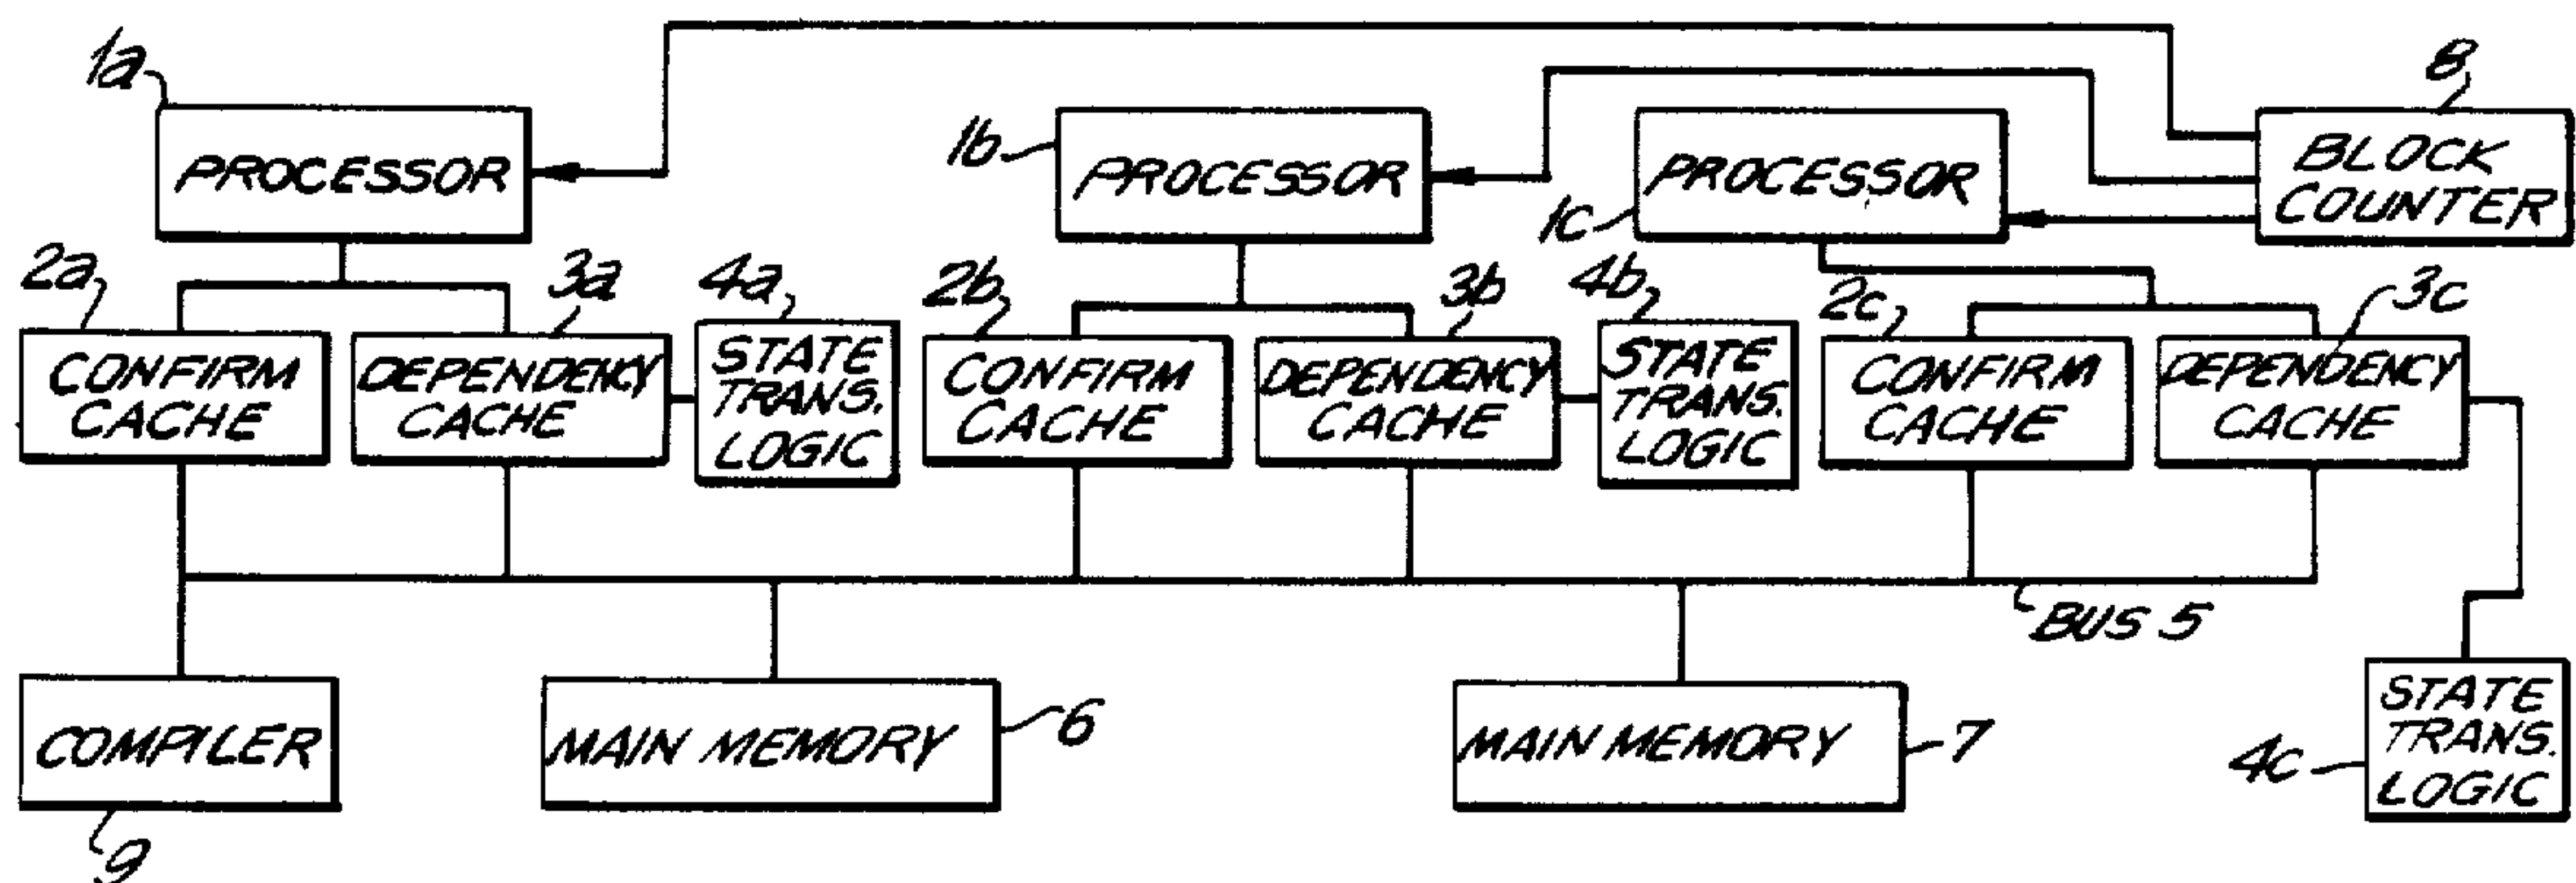 1a
PROCESSOR
1b
PROCESSOR
1c
PROCESSOR
8
BLOCK
COUNTER
2a
CONFIRM
CACHE
3a
DEPENDENCY
CACHE
4a
STATE
TRANS.
LOGIC
2b
CONFIRM
CACHE
3b
DEPENDENCY
CACHE
4b
STATE
TRANS.
LOGIC
2c
CONFIRM
CACHE
3c
DEPENDENCY
CACHE
BUS 5
COMPILER
9
MAIN MEMORY
6
MAIN MEMORY
7
4c
STATE
TRANS.
LOGIC